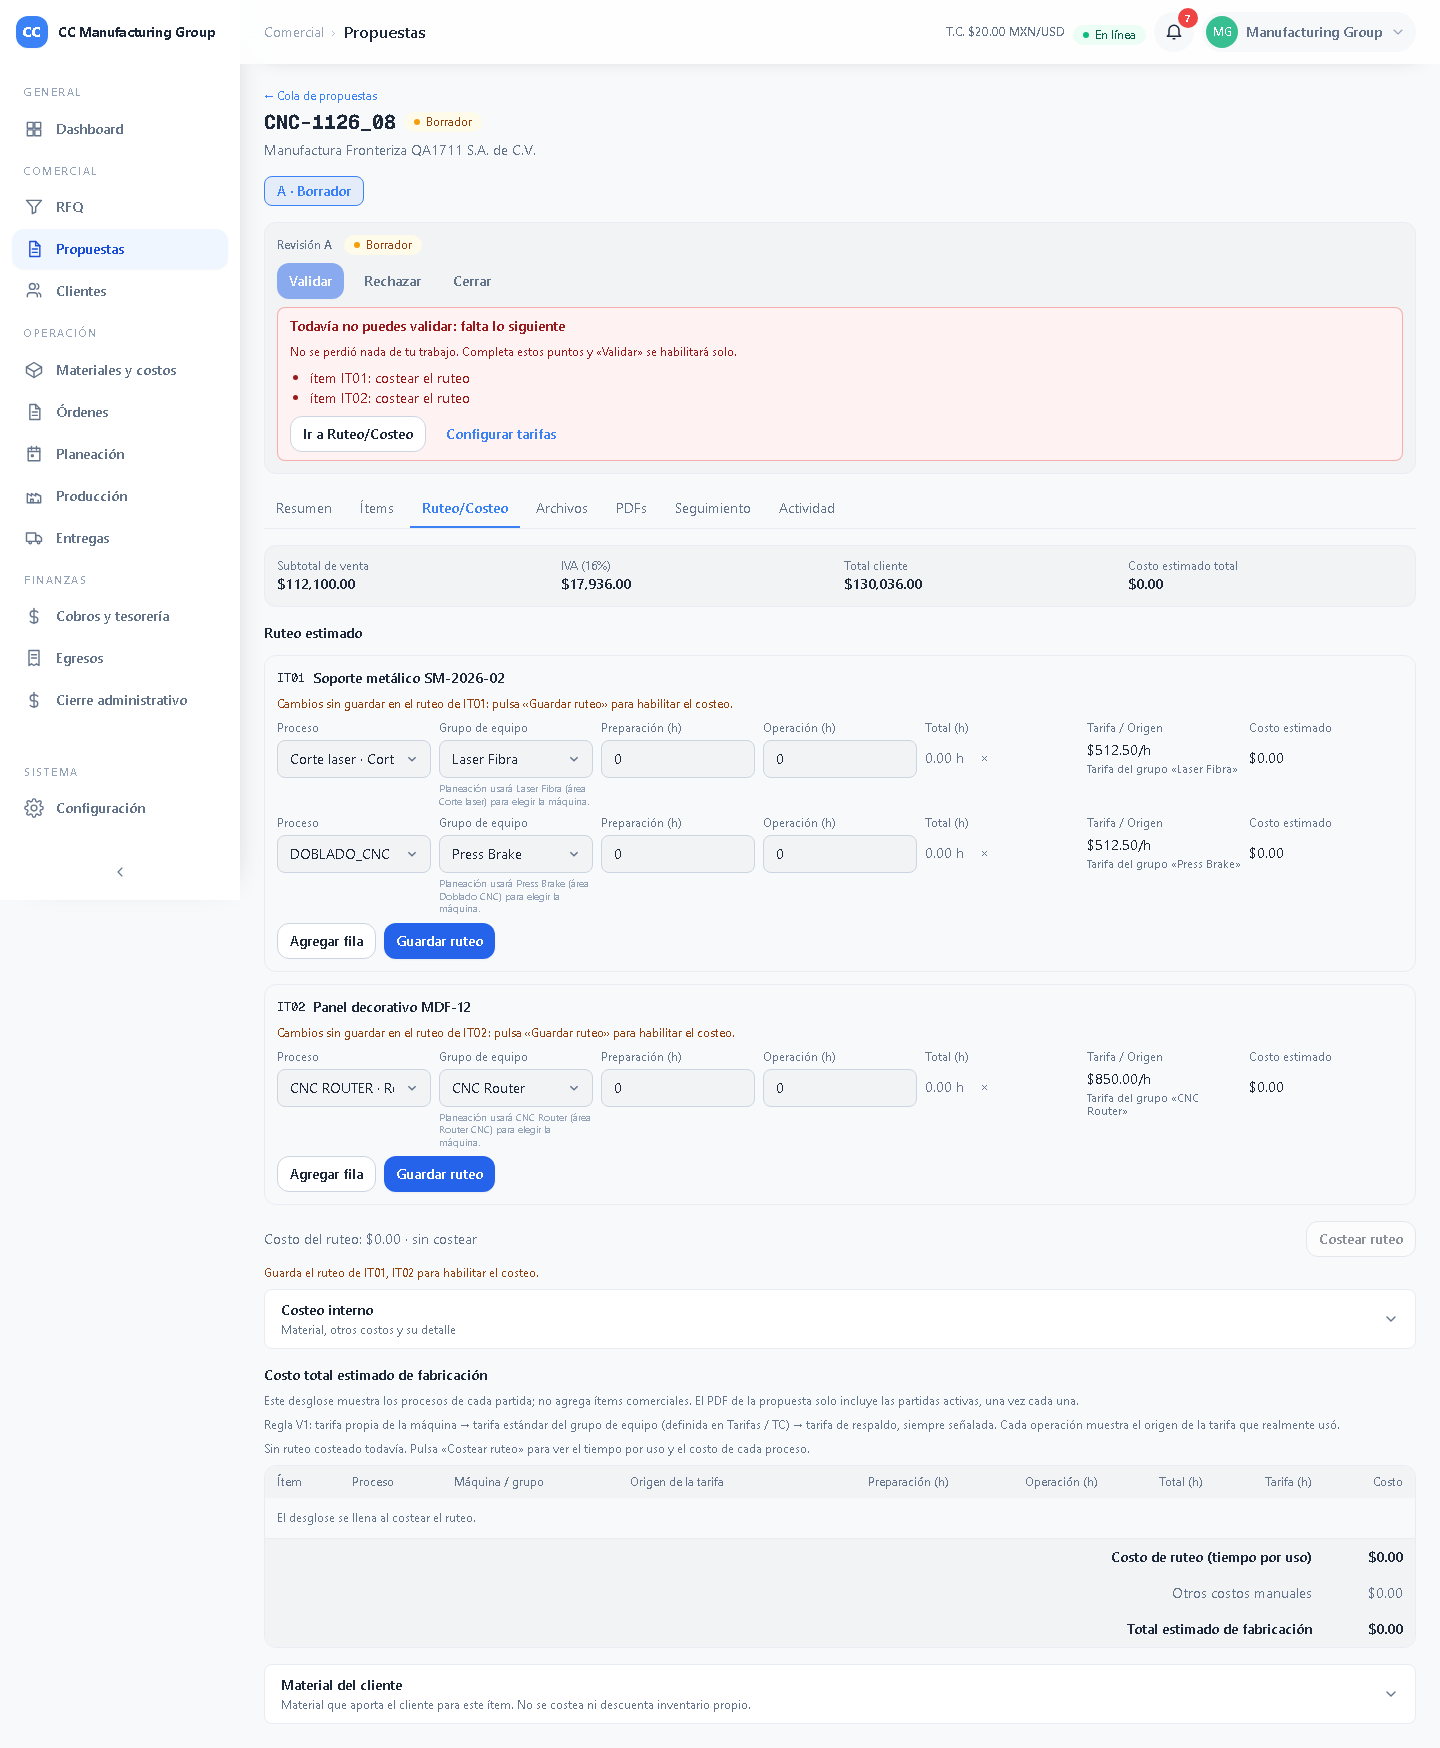 CC CC Manufacturing Group
Comercial › Propuestas
T.C. $20.00 MXN/USD
En línea
7
MG Manufacturing Group
GENERAL
Dashboard
COMERCIAL
RFQ
Propuestas
Clientes
OPERACIÓN
Materiales y costos
Órdenes
Planeación
Producción
Entregas
FINANZAS
Cobros y tesorería
Egresos
Cierre administrativo
SISTEMA
Configuración
← Cola de propuestas
CNC-1126_08 Borrador
Manufactura Fronteriza QA1711 S.A. de C.V.
A · Borrador
Revisión A Borrador
Validar Rechazar Cerrar
Todavía no puedes validar: falta lo siguiente
No se perdió nada de tu trabajo. Completa estos puntos y «Validar» se habilitará solo.
• ítem IT01: costear el ruteo
• ítem IT02: costear el ruteo
Ir a Ruteo/Costeo Configurar tarifas
Resumen Ítems Ruteo/Costeo Archivos PDFs Seguimiento Actividad
Subtotal de venta IVA (16%) Total cliente Costo estimado total
$112,100.00 $17,936.00 $130,036.00 $0.00
Ruteo estimado
IT01 Soporte metálico SM-2026-02
Cambios sin guardar en el ruteo de IT01: pulsa «Guardar ruteo» para habilitar el costeo.
Proceso Grupo de equipo Preparación (h) Operación (h) Total (h) Tarifa / Origen Costo estimado
Corte laser · Cort Laser Fibra 0 0 0.00 h × $512.50/h $0.00
Tarifa del grupo «Laser Fibra»
Planeación usará Laser Fibra (área
Corte laser) para elegir la máquina.
Proceso Grupo de equipo Preparación (h) Operación (h) Total (h) Tarifa / Origen Costo estimado
DOBLADO_CNC Press Brake 0 0 0.00 h × $512.50/h $0.00
Tarifa del grupo «Press Brake»
Planeación usará Press Brake (área
Doblado CNC) para elegir la
máquina.
Agregar fila Guardar ruteo
IT02 Panel decorativo MDF-12
Cambios sin guardar en el ruteo de IT02: pulsa «Guardar ruteo» para habilitar el costeo.
Proceso Grupo de equipo Preparación (h) Operación (h) Total (h) Tarifa / Origen Costo estimado
CNC ROUTER · R CNC Router 0 0 0.00 h × $850.00/h $0.00
Tarifa del grupo «CNC
Router»
Planeación usará CNC Router (área
Router CNC) para elegir la
máquina.
Agregar fila Guardar ruteo
Costo del ruteo: $0.00 · sin costear Costear ruteo
Guarda el ruteo de IT01, IT02 para habilitar el costeo.
Costeo interno
Material, otros costos y su detalle
Costo total estimado de fabricación
Este desglose muestra los procesos de cada partida; no agrega ítems comerciales. El PDF de la propuesta solo incluye las partidas activas, una vez cada una.
Regla V1: tarifa propia de la máquina → tarifa estándar del grupo de equipo (definida en Tarifas / TC) → tarifa de respaldo, siempre señalada. Cada operación muestra el origen de la tarifa que realmente usó.
Sin ruteo costeado todavía. Pulsa «Costear ruteo» para ver el tiempo por uso y el costo de cada proceso.
Ítem Proceso Máquina / grupo Origen de la tarifa Preparación (h) Operación (h) Total (h) Tarifa (h) Costo
El desglose se llena al costear el ruteo.
Costo de ruteo (tiempo por uso) $0.00
Otros costos manuales $0.00
Total estimado de fabricación $0.00
Material del cliente
Material que aporta el cliente para este ítem. No se costea ni descuenta inventario propio.